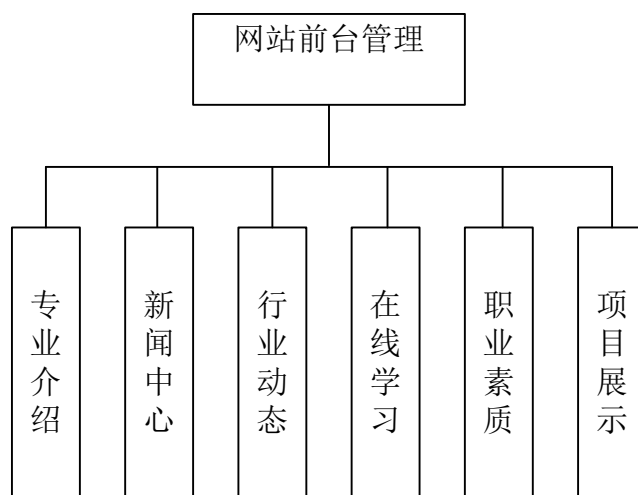 网站前台管理
专业介绍
新闻中心
行业动态
在线学习
职业素质
项目展示